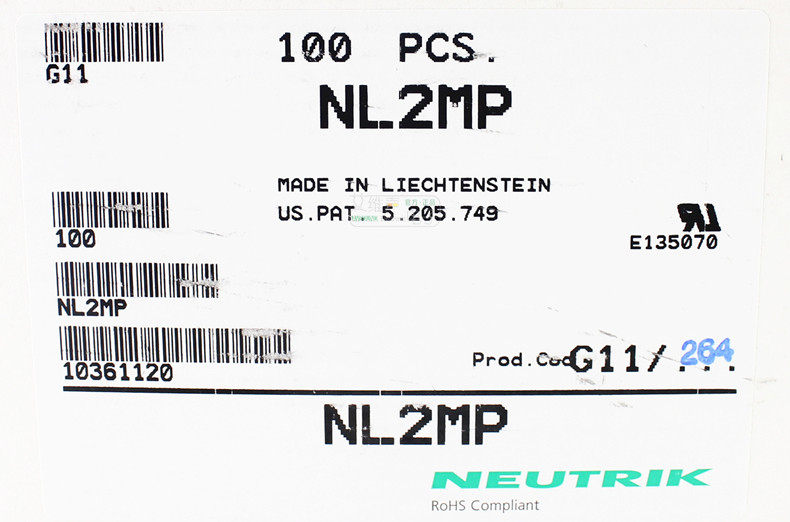 100 PCS.
G11
NL2MP
MADE IN LIECHTENSTEIN
US.PAT 5.205.749
100
E135070
NL2MP
10361120
Prod.Cod G11/...
264
NL2MP
NEUTRIK
RoHS Compliant